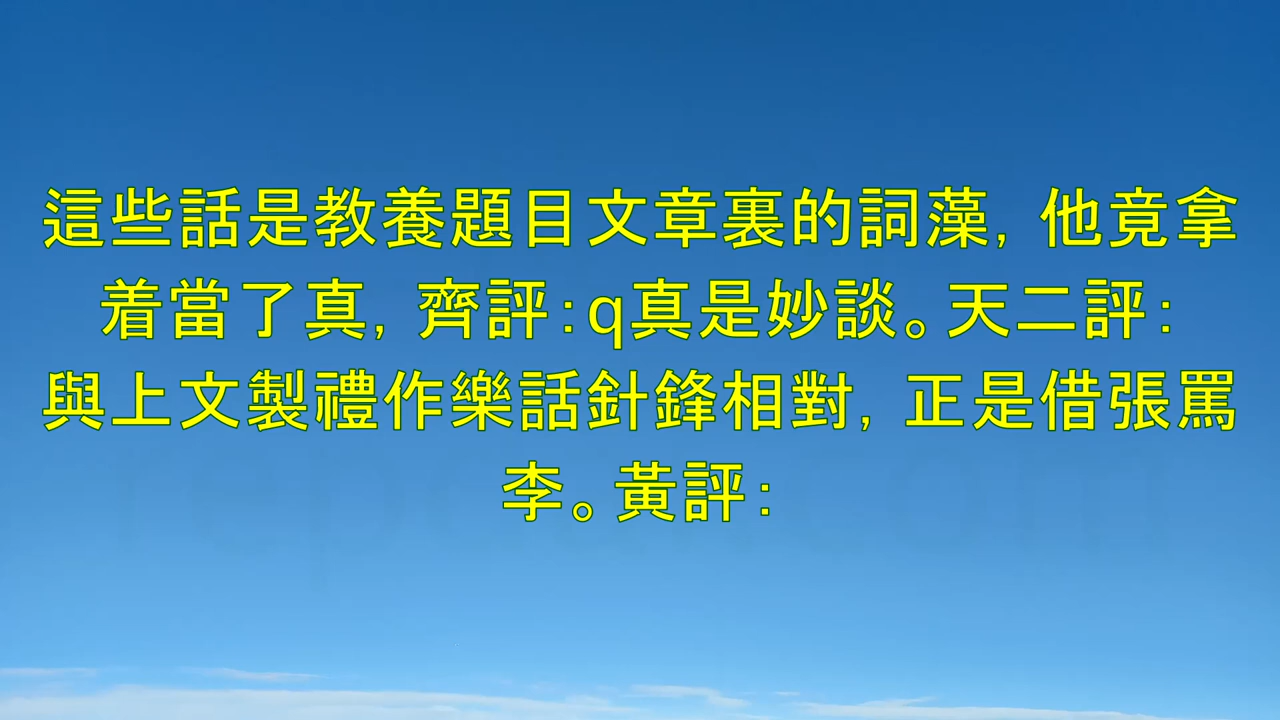 這些話是教養題目文章裏的詞藻，他竟拿
着當了真，齊評：q真是妙談。天二評：
與上文製禮作樂話針鋒相對，正是借張罵
李。黃評：